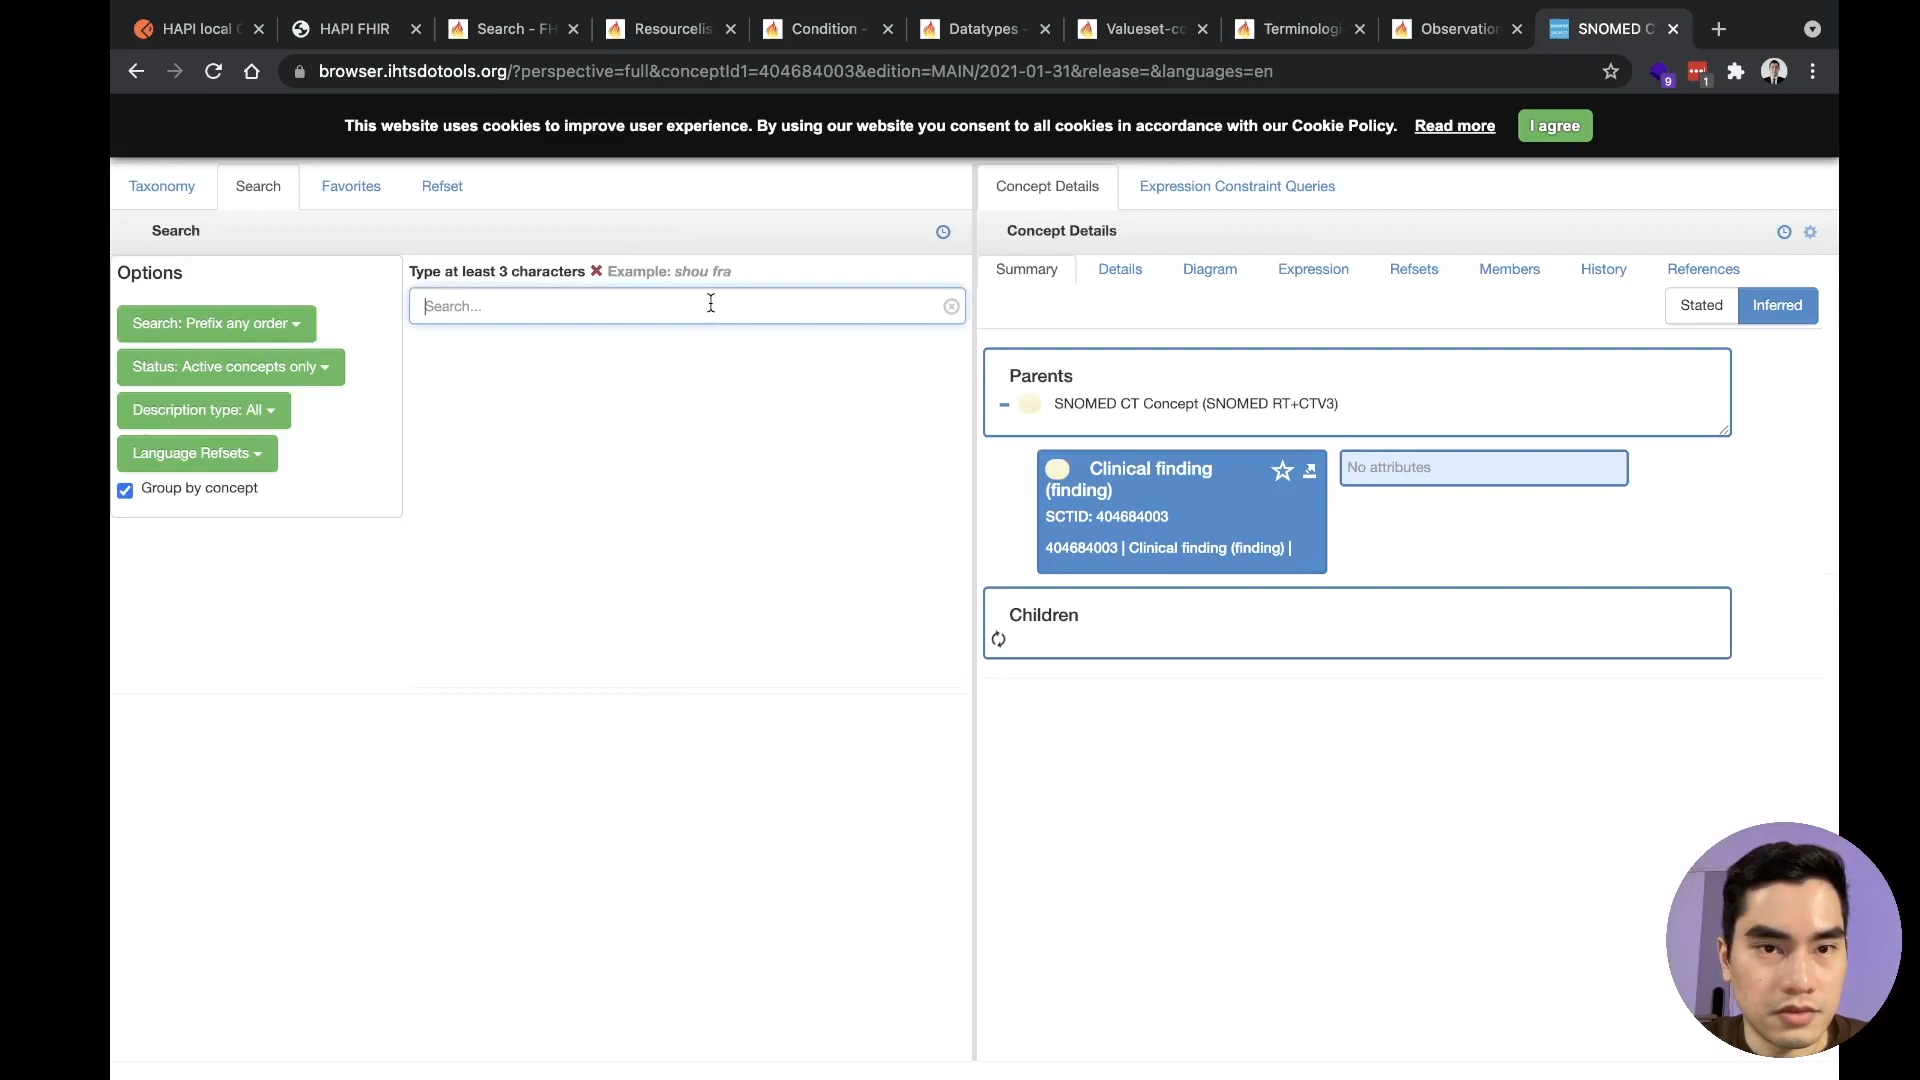 HAPI local C
HAPI FHIR
Search - FH
Resourcelis
Condition -
Datatypes -
Valueset-co
Terminologi
Observation
SNOMED C
browser.ihtsdotools.org/?perspective=full&conceptId1=404684003&edition=MAIN/2021-01-31&release=&languages=en
9
1
This website uses cookies to improve user experience. By using our website you consent to all cookies in accordance with our Cookie Policy. Read more I agree
Taxonomy
Search
Favorites
Refset
Search
Options
Search: Prefix any order
Status: Active concepts only
Description type: All
Language Refsets
Group by concept
Type at least 3 characters Example: shou fra
Search...
Concept Details
Expression Constraint Queries
Concept Details
Summary
Details
Diagram
Expression
Refsets
Members
History
References
Stated
Inferred
Parents
SNOMED CT Concept (SNOMED RT+CTV3)
Clinical finding
(finding)
SCTID: 404684003
404684003 | Clinical finding (finding) |
No attributes
Children